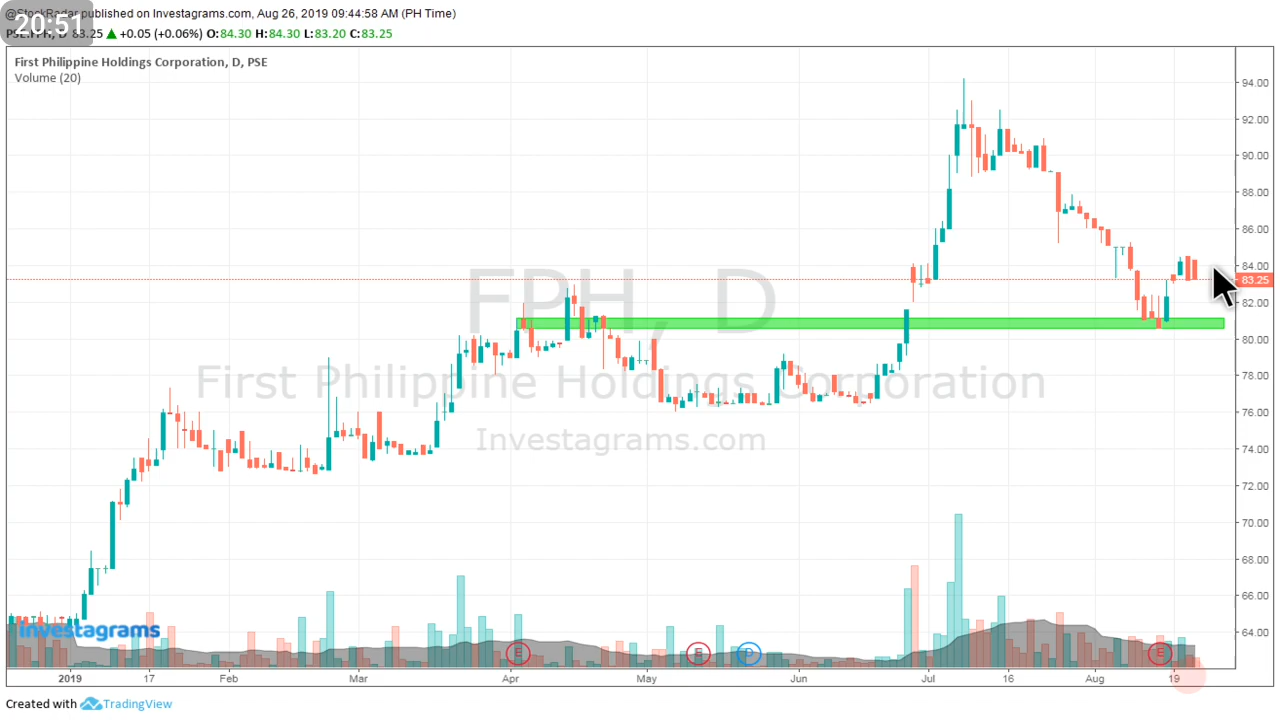 @StockRadar published on Investagrams.com, Aug 26, 2019 09:44:58 AM (PH Time)
20:51
PSE:FPH, D 83.25 ▲ +0.05 (+0.06%) O:84.30 H:84.30 L:83.20 C:83.25
First Philippine Holdings Corporation, D, PSE
Volume (20)
94.00
92.00
90.00
88.00
86.00
84.00
83.25
82.00
80.00
78.00
76.00
74.00
72.00
70.00
68.00
66.00
64.00
FPH, D
First Philippine Holdings Corporation
Investagrams.com
Investagrams
E
E
D
E
2019 17 Feb Mar Apr May Jun Jul 16 Aug 19
Created with TradingView